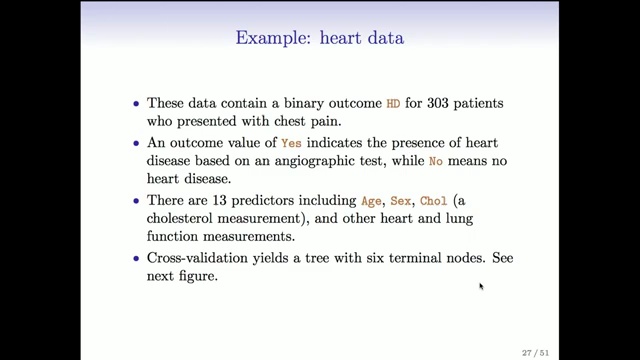 Example: heart data
• These data contain a binary outcome HD for 303 patients
who presented with chest pain.
• An outcome value of Yes indicates the presence of heart
disease based on an angiographic test, while No means no
heart disease.
• There are 13 predictors including Age, Sex, Chol (a
cholesterol measurement), and other heart and lung
function measurements.
• Cross-validation yields a tree with six terminal nodes. See
next figure.
27 / 51